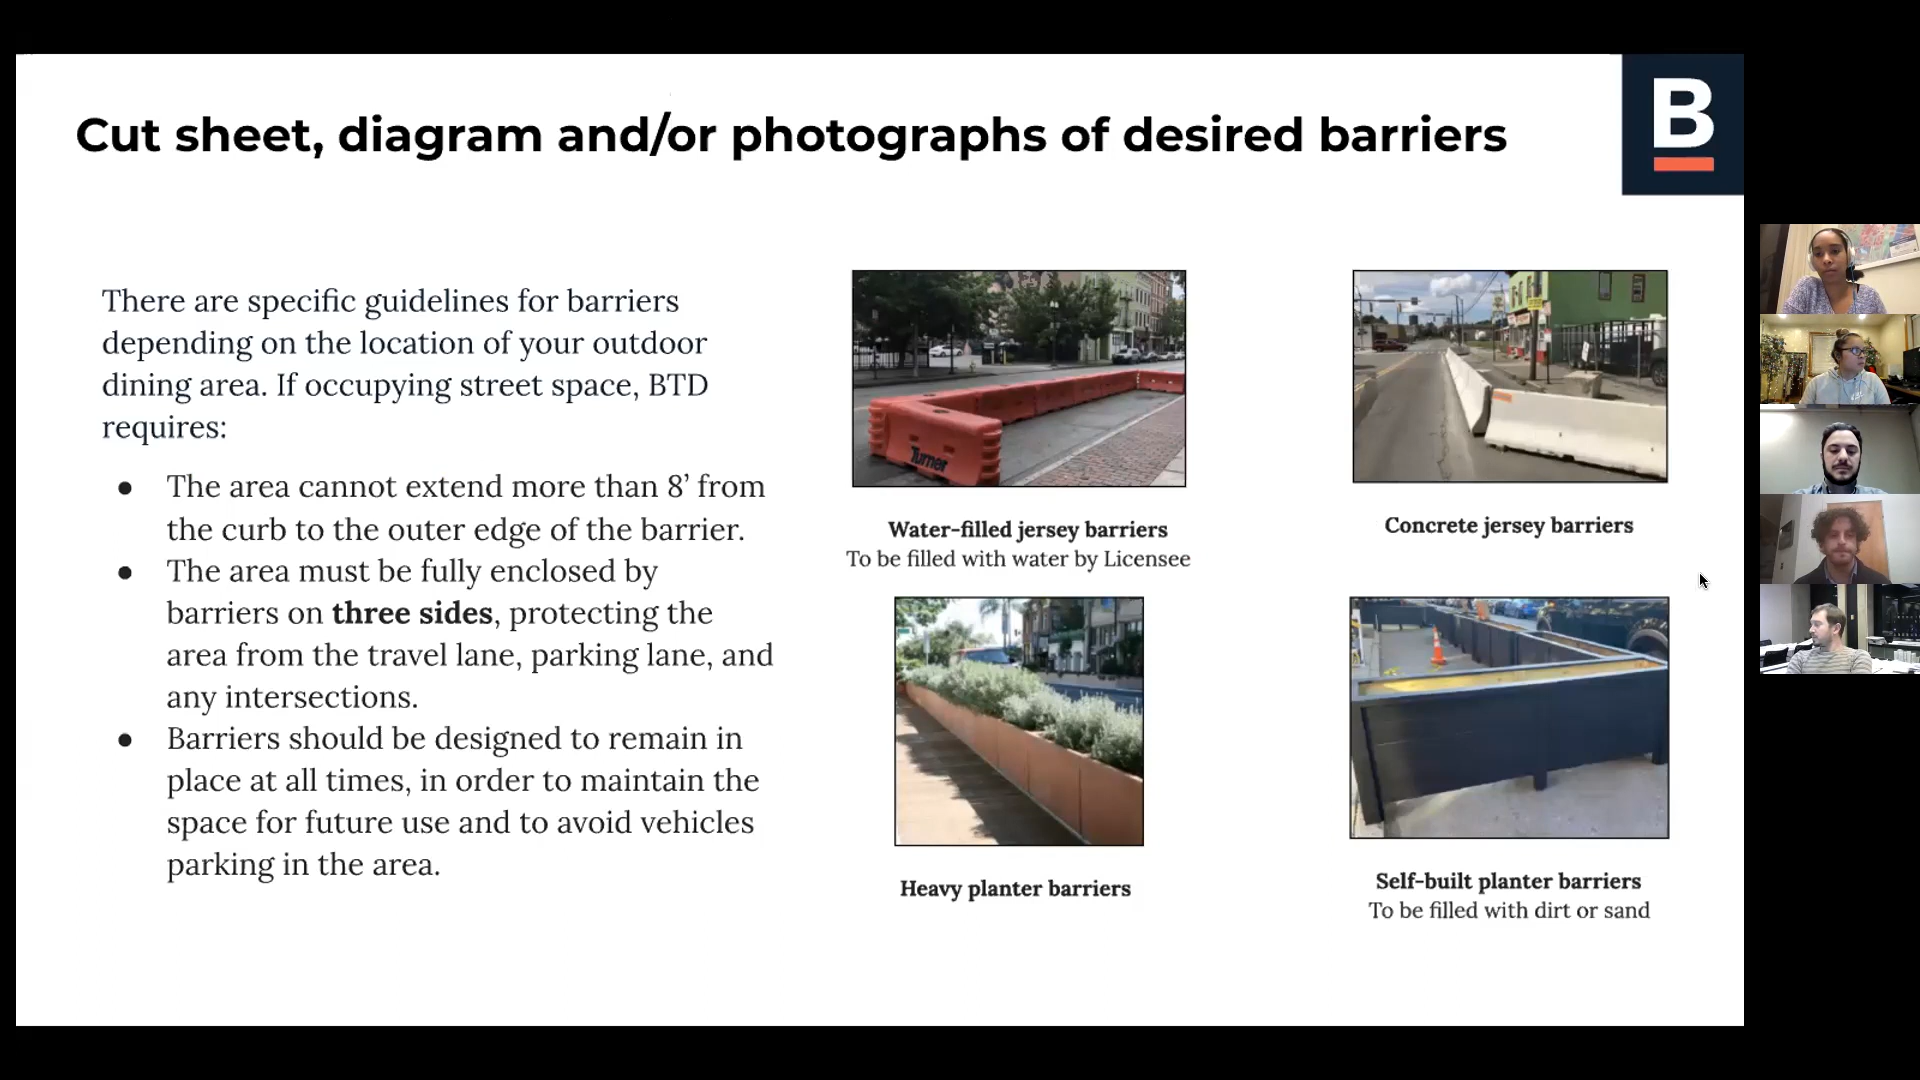 Cut sheet, diagram and/or photographs of desired barriers
B
There are specific guidelines for barriers
depending on the location of your outdoor
dining area. If occupying street space, BTD
requires:
● The area cannot extend more than 8’ from
the curb to the outer edge of the barrier.
● The area must be fully enclosed by
barriers on three sides, protecting the
area from the travel lane, parking lane, and
any intersections.
● Barriers should be designed to remain in
place at all times, in order to maintain the
space for future use and to avoid vehicles
parking in the area.
Turner
Water-filled jersey barriers
To be filled with water by Licensee
Concrete jersey barriers
Heavy planter barriers
Self-built planter barriers
To be filled with dirt or sand